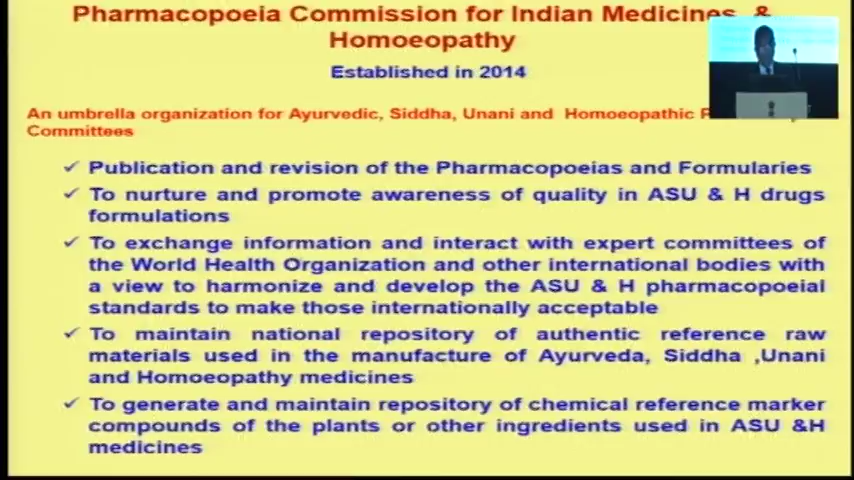 Pharmacopoeia Commission for Indian Medicines &
Homoeopathy
Established in 2014
An umbrella organization for Ayurvedic, Siddha, Unani and Homoeopathic
Committees
✓ Publication and revision of the Pharmacopoeias and Formularies
✓ To nurture and promote awareness of quality in ASU & H drugs
formulations
✓ To exchange information and interact with expert committees of
the World Health Organization and other international bodies with
a view to harmonize and develop the ASU & H pharmacopoeial
standards to make those internationally acceptable
✓ To maintain national repository of authentic reference raw
materials used in the manufacture of Ayurveda, Siddha ,Unani
and Homoeopathy medicines
✓ To generate and maintain repository of chemical reference marker
compounds of the plants or other ingredients used in ASU &H
medicines